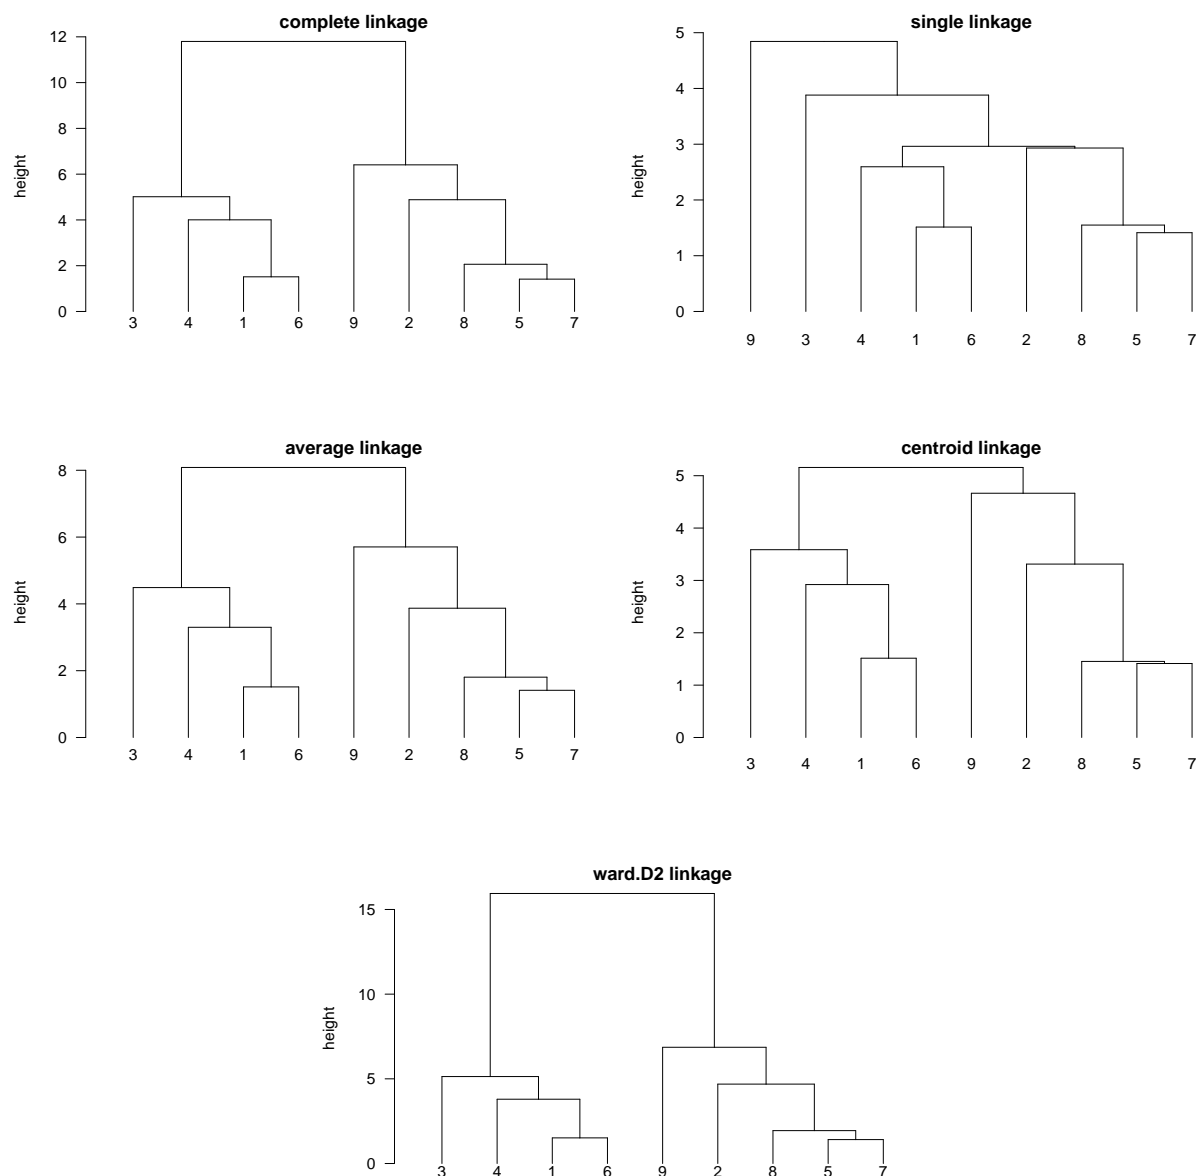 complete linkage
height
12
10
8
6
4
2
0
3 4 1 6 9 2 8 5 7
single linkage
height
5
4
3
2
1
0
9 3 4 1 6 2 8 5 7
average linkage
height
8
6
4
2
0
3 4 1 6 9 2 8 5 7
centroid linkage
height
5
4
3
2
1
0
3 4 1 6 9 2 8 5 7
ward.D2 linkage
height
15
10
5
0
3 4 1 6 9 2 8 5 7